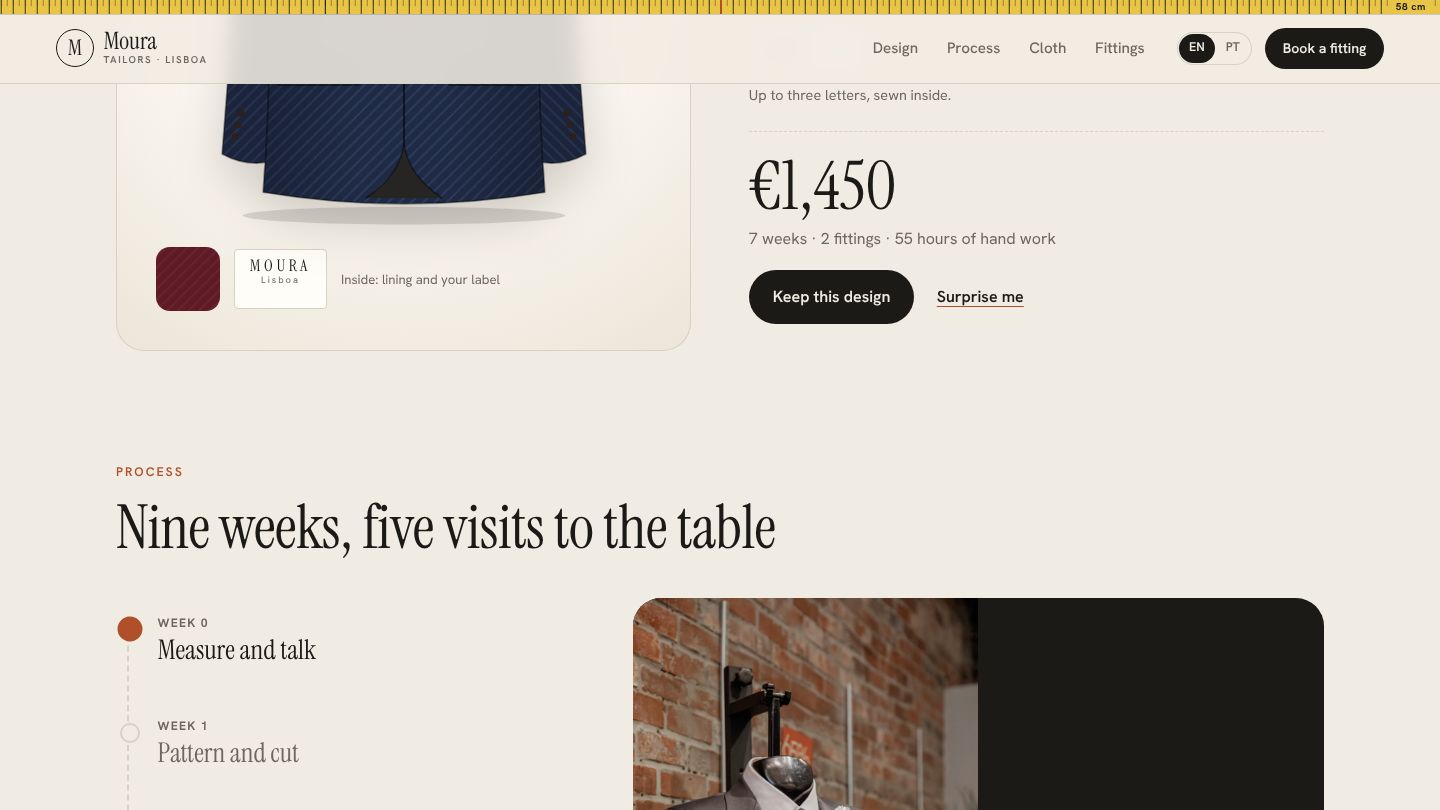 58 cm
M
Moura
TAILORS · LISBOA
Design
Process
Cloth
Fittings
EN
PT
Book a fitting
Up to three letters, sewn inside.
€1,450
7 weeks · 2 fittings · 55 hours of hand work
MOURA
Lisboa
Inside: lining and your label
Keep this design
Surprise me
PROCESS
Nine weeks, five visits to the table
WEEK 0
Measure and talk
WEEK 1
Pattern and cut
65%